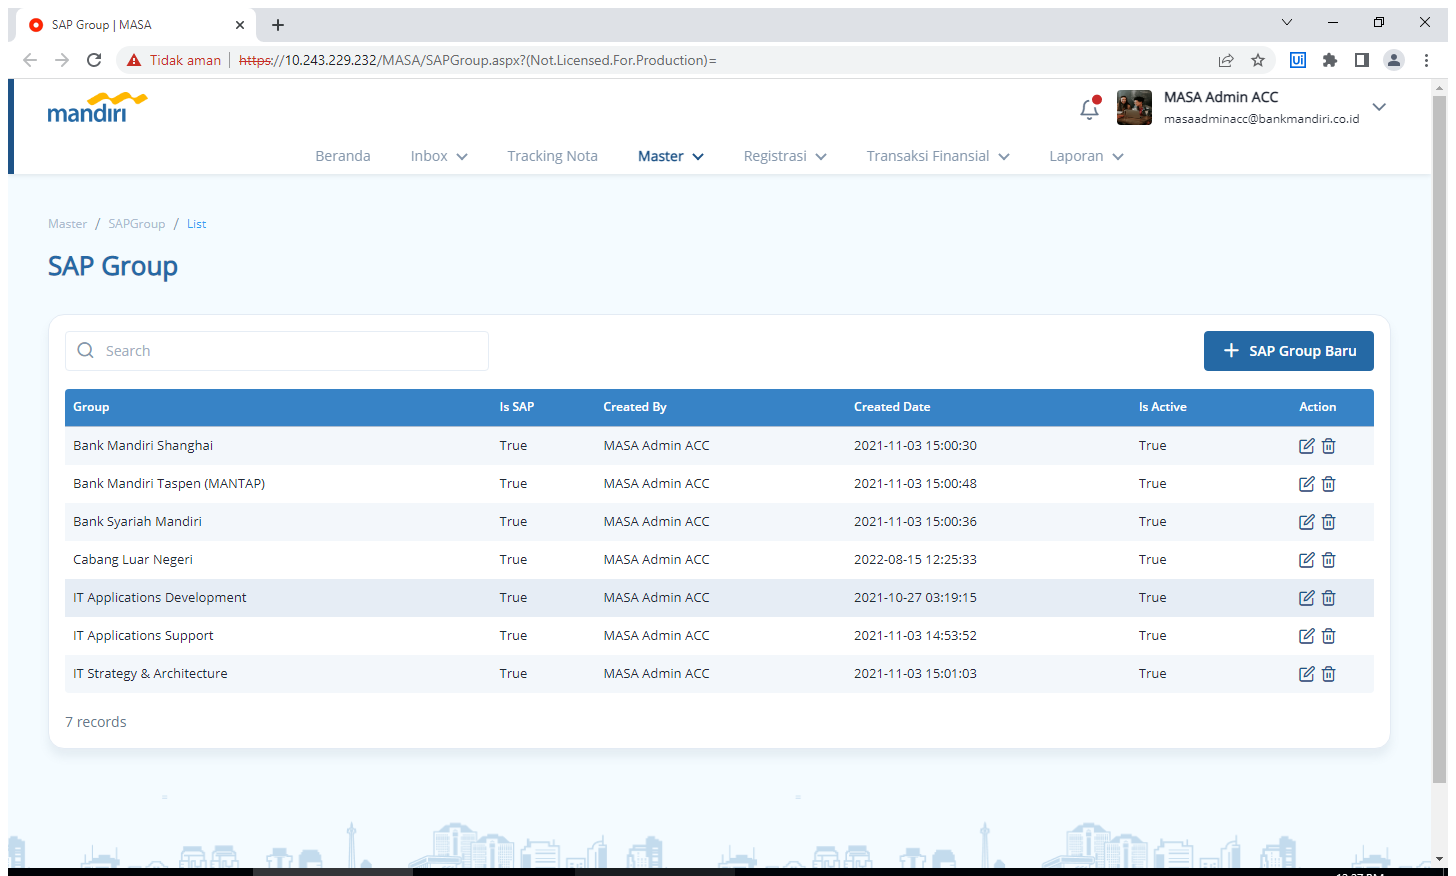 SAP Group | MASA
Tidak aman
https://10.243.229.232/MASA/SAPGroup.aspx?(Not.Licensed.For.Production)=
Ui
mandiri
MASA Admin ACC
masaadminacc@bankmandiri.co.id
Beranda Inbox Tracking Nota Master Registrasi Transaksi Finansial Laporan
Master / SAPGroup / List
SAP Group
Search
+ SAP Group Baru
Group Is SAP Created By Created Date Is Active Action
Bank Mandiri Shanghai True MASA Admin ACC 2021-11-03 15:00:30 True
Bank Mandiri Taspen (MANTAP) True MASA Admin ACC 2021-11-03 15:00:48 True
Bank Syariah Mandiri True MASA Admin ACC 2021-11-03 15:00:36 True
Cabang Luar Negeri True MASA Admin ACC 2022-08-15 12:25:33 True
IT Applications Development True MASA Admin ACC 2021-10-27 03:19:15 True
IT Applications Support True MASA Admin ACC 2021-11-03 14:53:52 True
IT Strategy & Architecture True MASA Admin ACC 2021-11-03 15:01:03 True
7 records